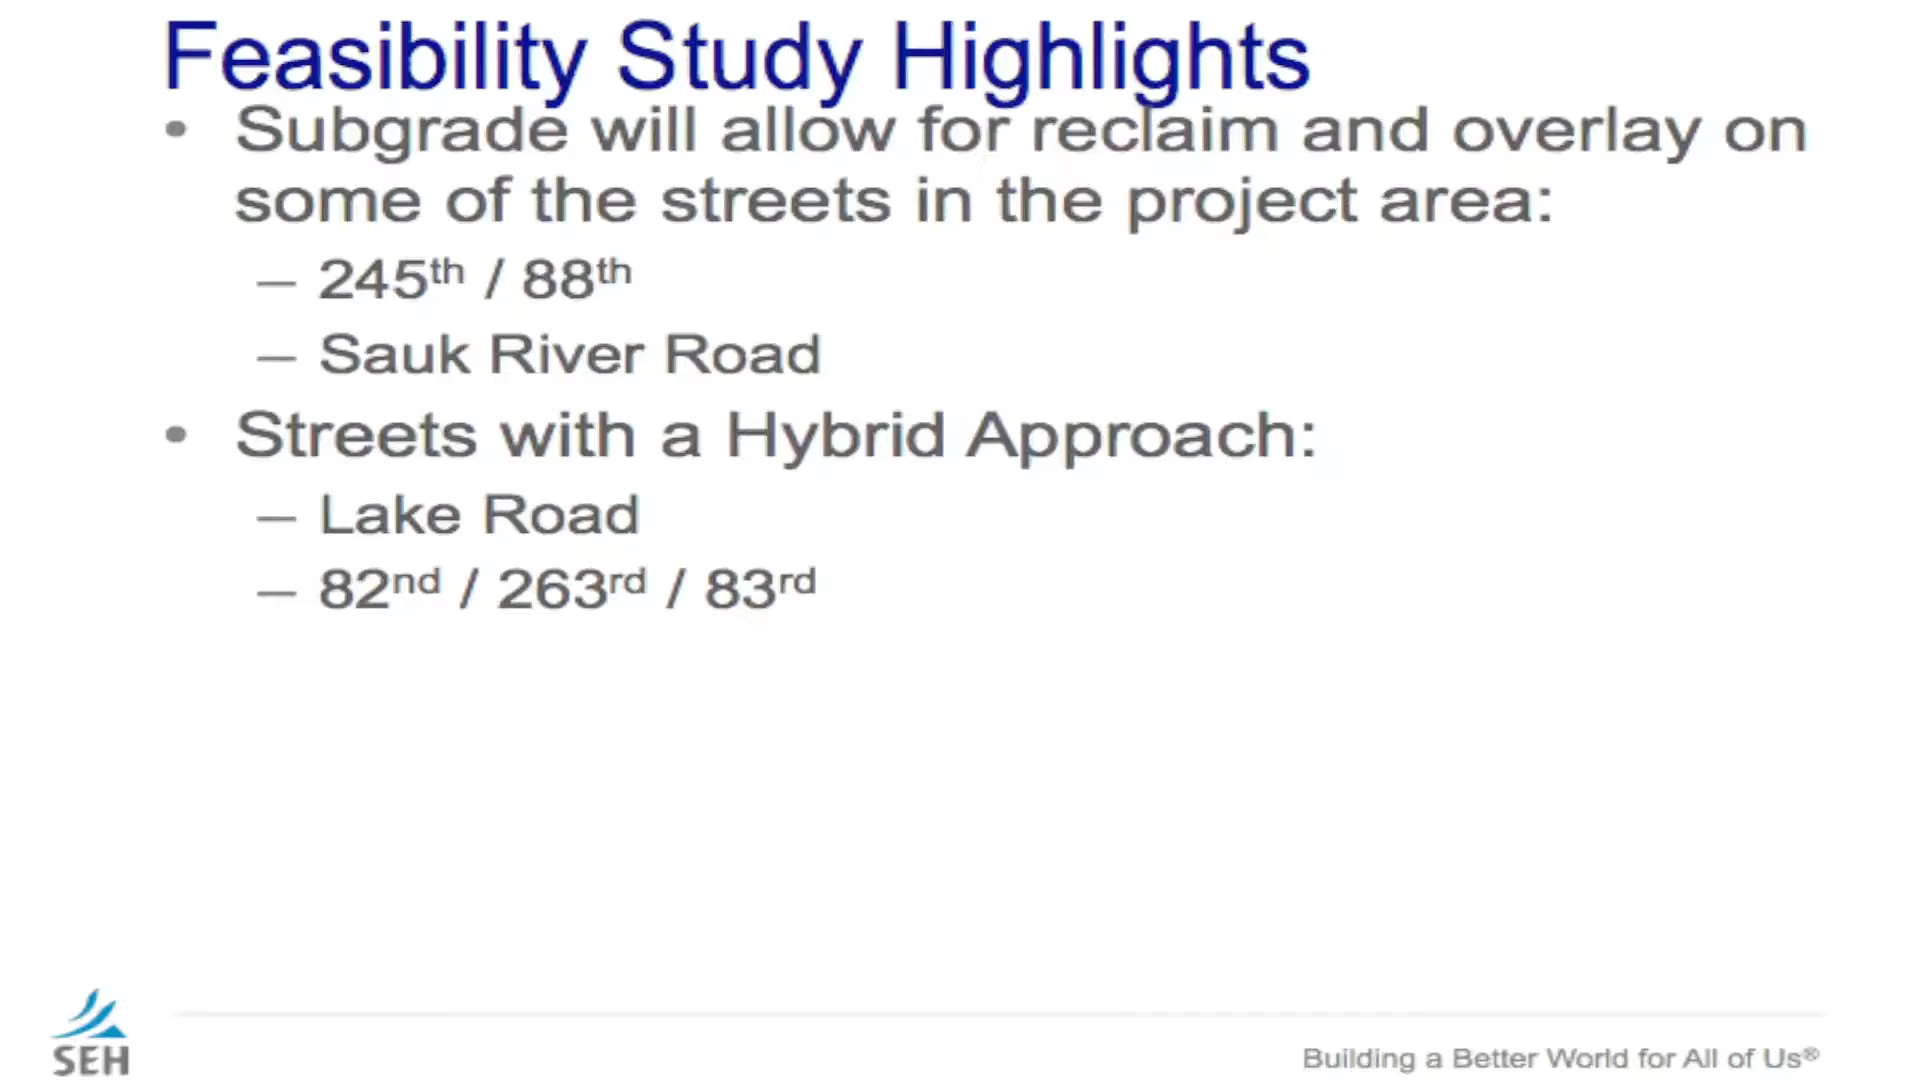 Feasibility Study Highlights
• Subgrade will allow for reclaim and overlay on
some of the streets in the project area:
– 245th / 88th
– Sauk River Road
• Streets with a Hybrid Approach:
– Lake Road
– 82nd / 263rd / 83rd
SEH
Building a Better World for All of Us®